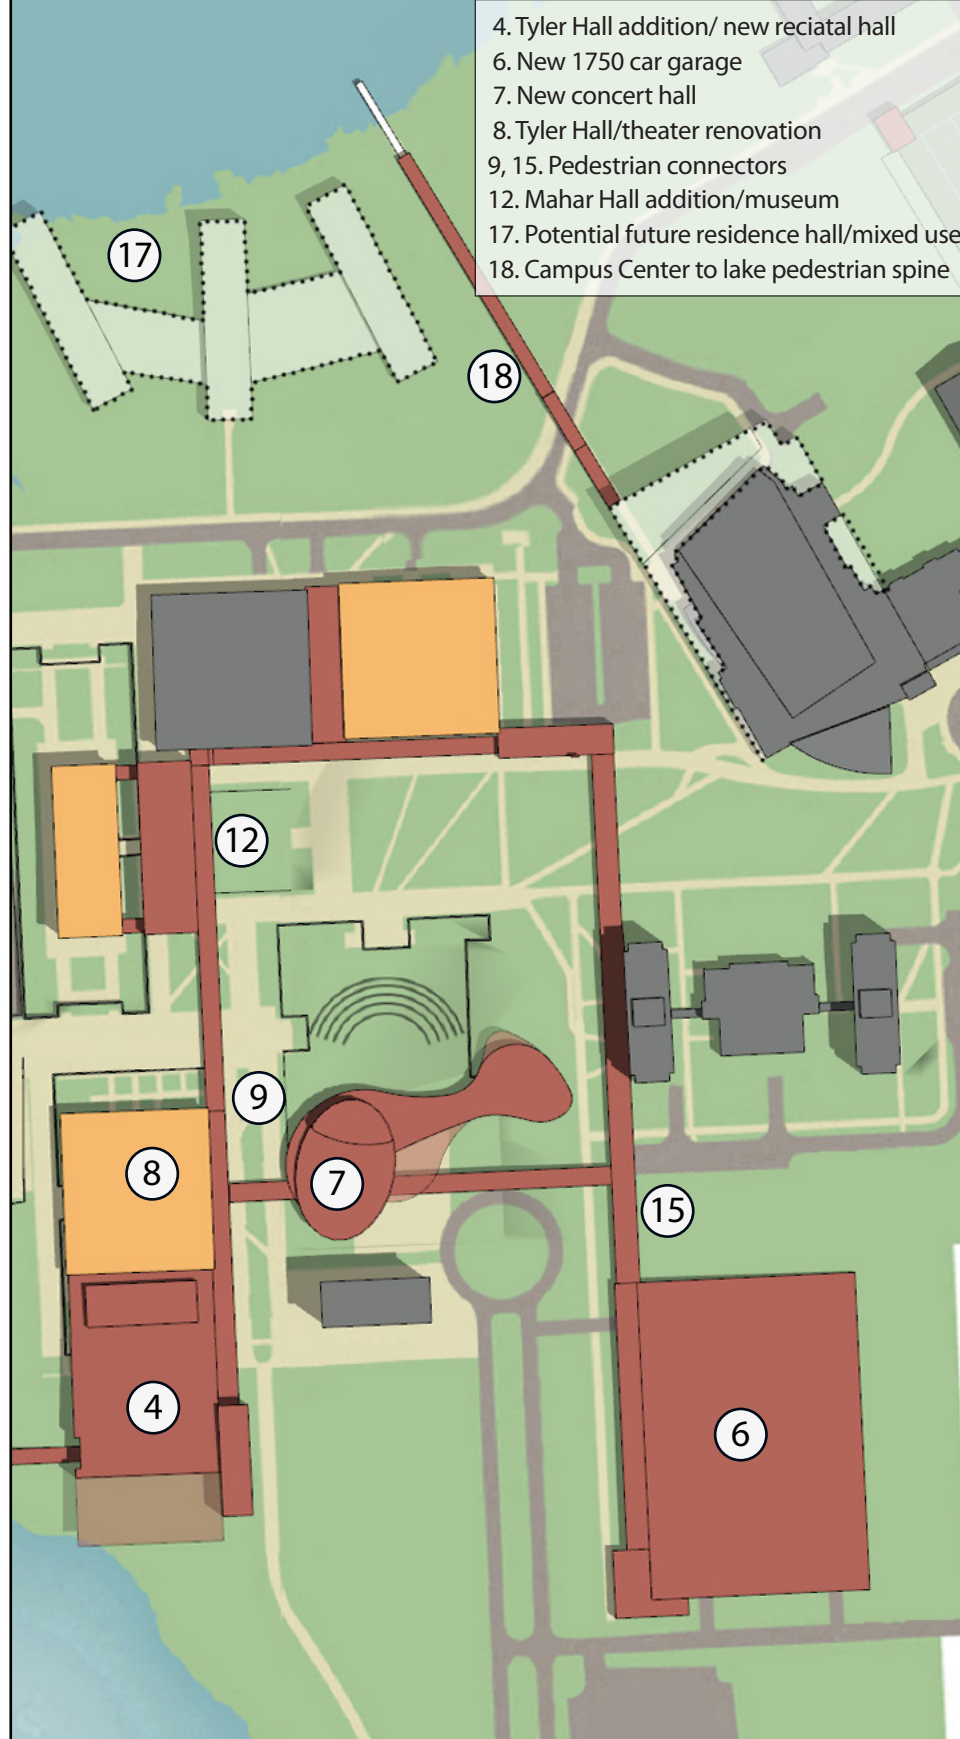 4. Tyler Hall addition/ new reciatal hall
6. New 1750 car garage
7. New concert hall
8. Tyler Hall/theater renovation
9, 15. Pedestrian connectors
12. Mahar Hall addition/museum
17. Potential future residence hall/mixed use
18. Campus Center to lake pedestrian spine
17
18
12
9
8
7
15
4
6